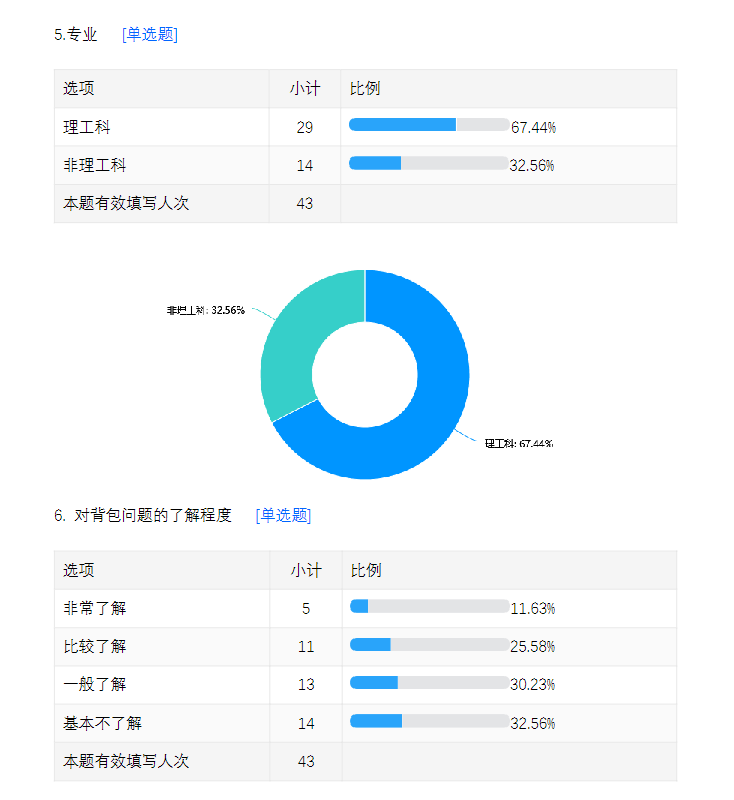 5.专业 [单选题]
选项 小计 比例
理工科 29 67.44%
非理工科 14 32.56%
本题有效填写人次 43
非理工科: 32.56%
理工科: 67.44%
6. 对背包问题的了解程度 [单选题]
选项 小计 比例
非常了解 5 11.63%
比较了解 11 25.58%
一般了解 13 30.23%
基本不了解 14 32.56%
本题有效填写人次 43